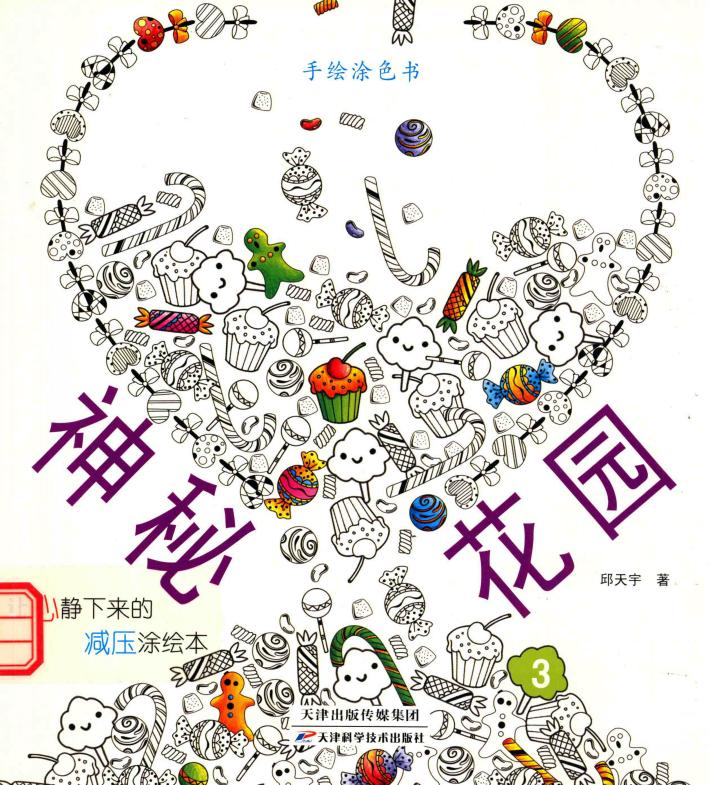 手绘涂色书
神秘花园
邱天宇 著
心静下来的
减压涂绘本
3
天津出版传媒集团
天津科学技术出版社